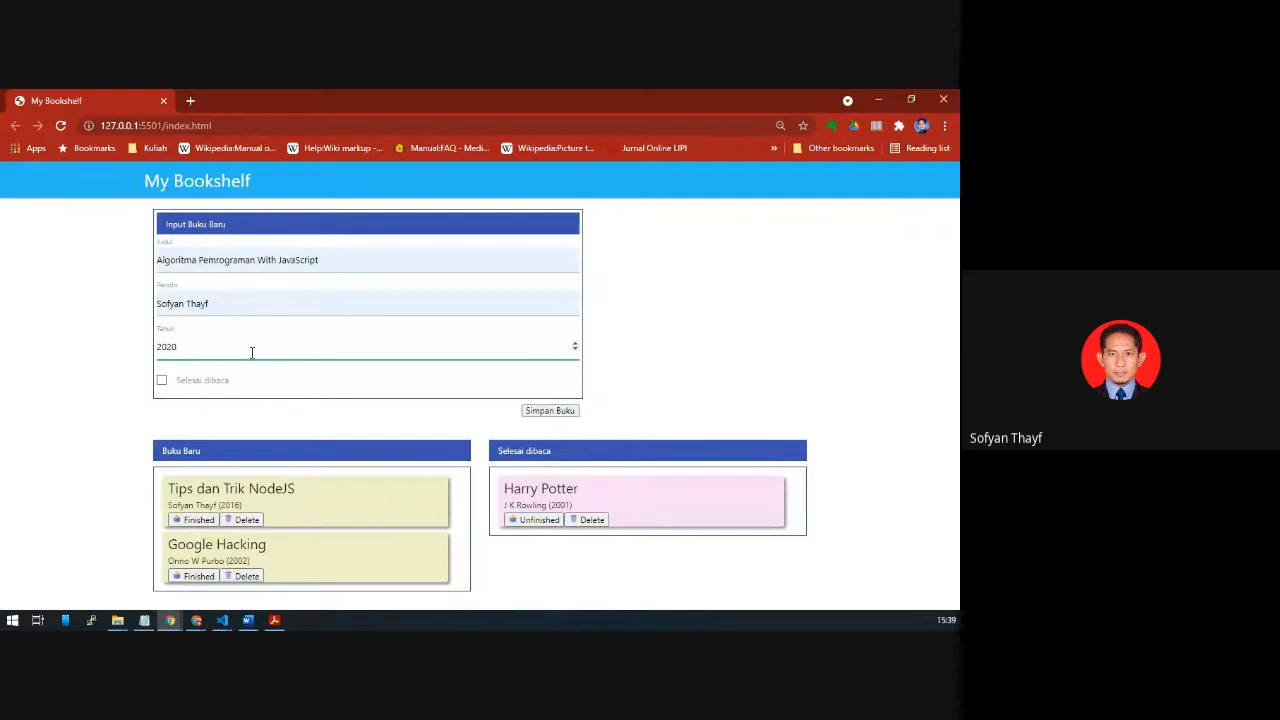 My Bookshelf
127.0.0.1:5501/index.html
Apps Bookmarks Kuliah Wikipedia:Manual o... Help:Wiki markup -... Manual:FAQ - Medi... Wikipedia:Picture t... Jurnal Online LIPI » Other bookmarks Reading list
My Bookshelf
Input Buku Baru
Judul
Algoritma Pemrograman With JavaScript
Penulis
Sofyan Thayf
Tahun
2020
Selesai dibaca
Simpan Buku
Buku Baru
Tips dan Trik NodeJS
Sofyan Thayf (2016)
Finished Delete
Google Hacking
Onno W Purbo (2002)
Finished Delete
Selesai dibaca
Harry Potter
J K Rowling (2001)
Unfinished Delete
15:39
Sofyan Thayf